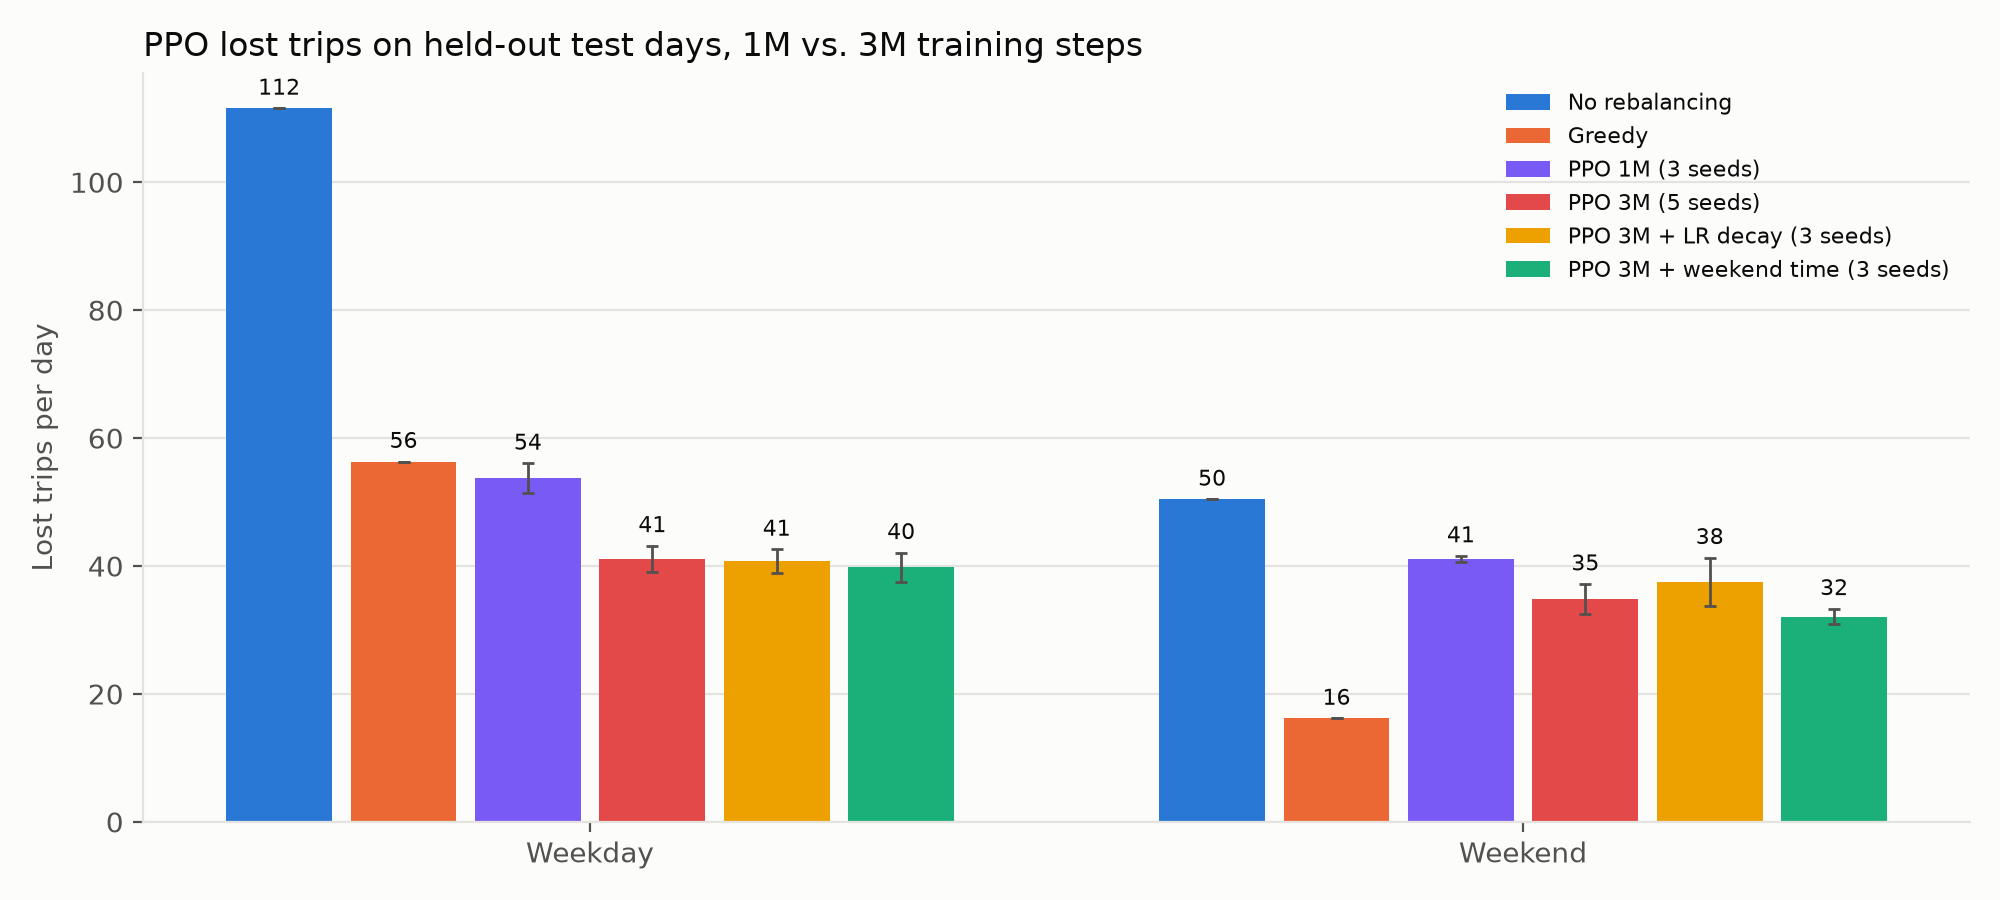 PPO lost trips on held-out test days, 1M vs. 3M training steps
No rebalancing
Greedy
PPO 1M (3 seeds)
PPO 3M (5 seeds)
PPO 3M + LR decay (3 seeds)
PPO 3M + weekend time (3 seeds)
Lost trips per day
100
80
60
40
20
0
112
56
54
41
41
40
50
16
41
35
38
32
Weekday
Weekend